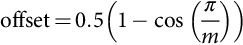 offset = 0.5(1 − cos(π/m))